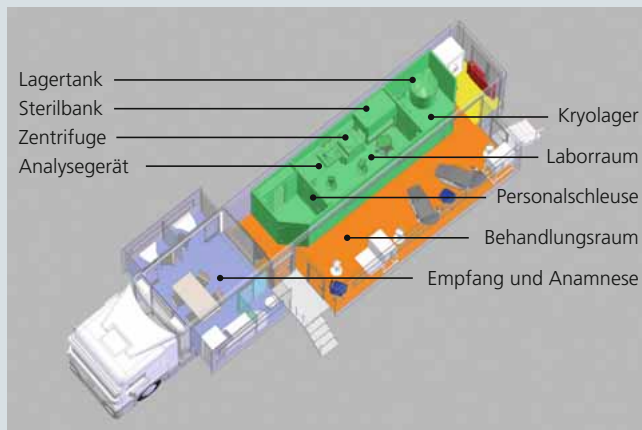 Lagertank
Sterilbank
Zentrifuge
Analysegerät
Kryolager
Laborraum
Personalschleuse
Behandlungsraum
Empfang und Anamnese